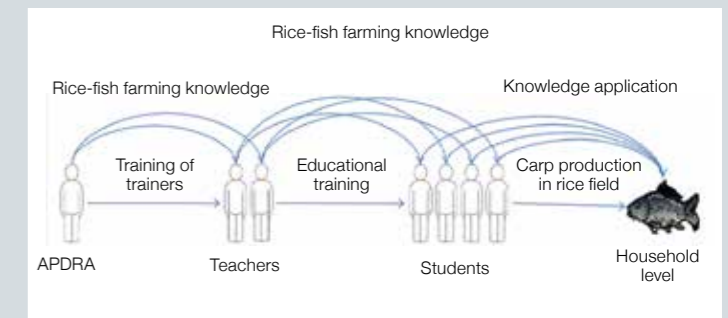 Rice-fish farming knowledge
Rice-fish farming knowledge
Knowledge application
Training of
trainers
Educational
training
Carp production
in rice field
APDRA
Teachers
Students
Household
level